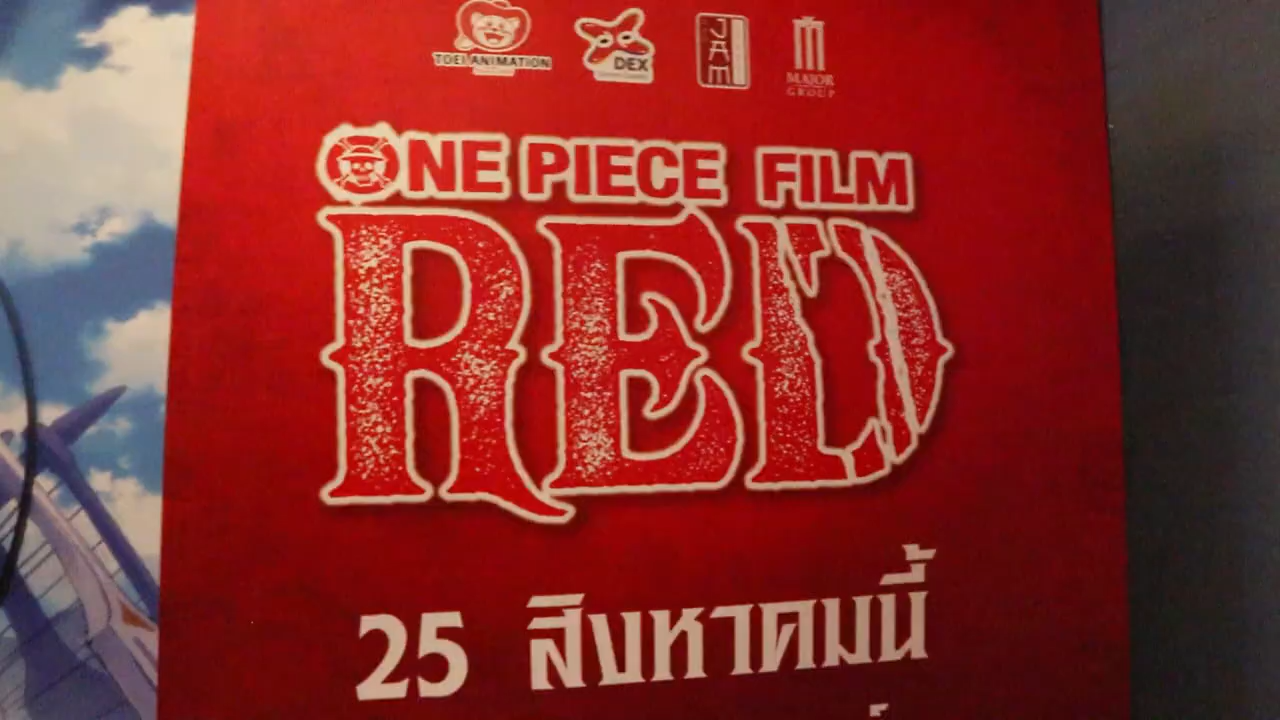 TOEI ANIMATION DEX JAM MAJOR GROUP
ONE PIECE FILM
RED
25 สิงหาคมนี้